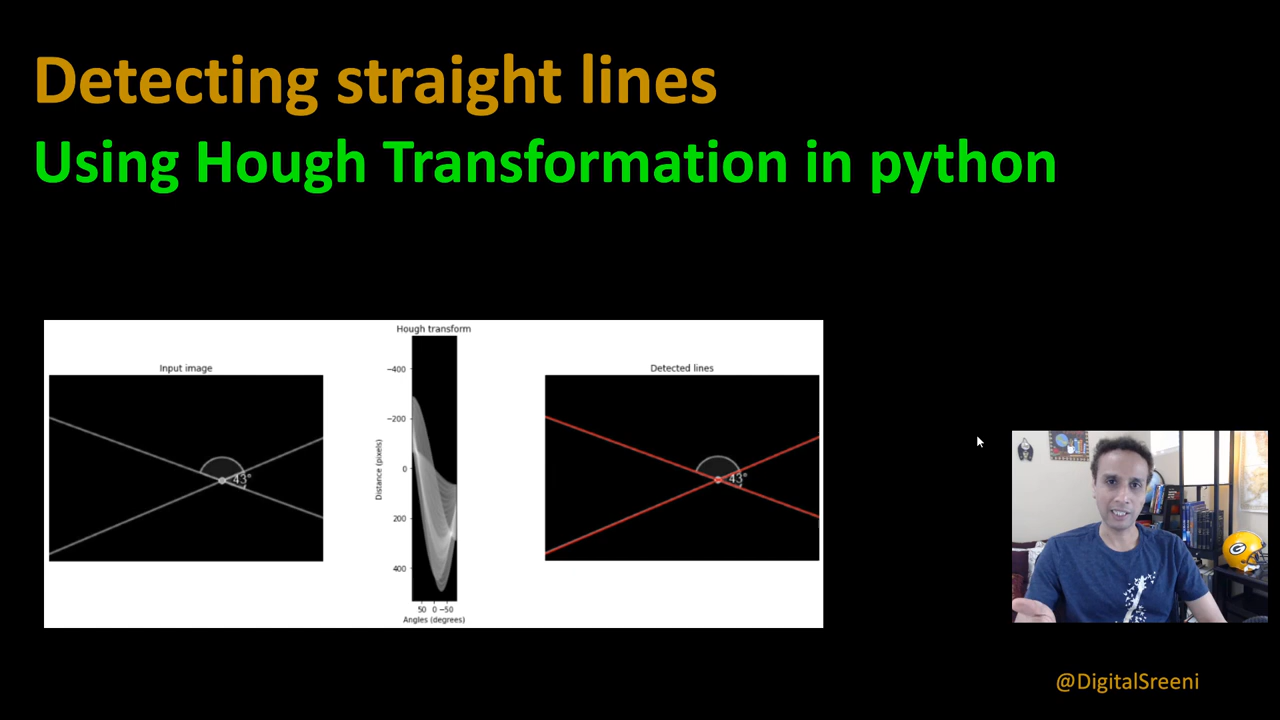 Detecting straight lines
Using Hough Transformation in python
Hough transform
Input image
Detected lines
−400
−200
0
200
400
Distance (pixels)
43°
43°
50 0 −50
Angles (degrees)
G
@DigitalSreeni